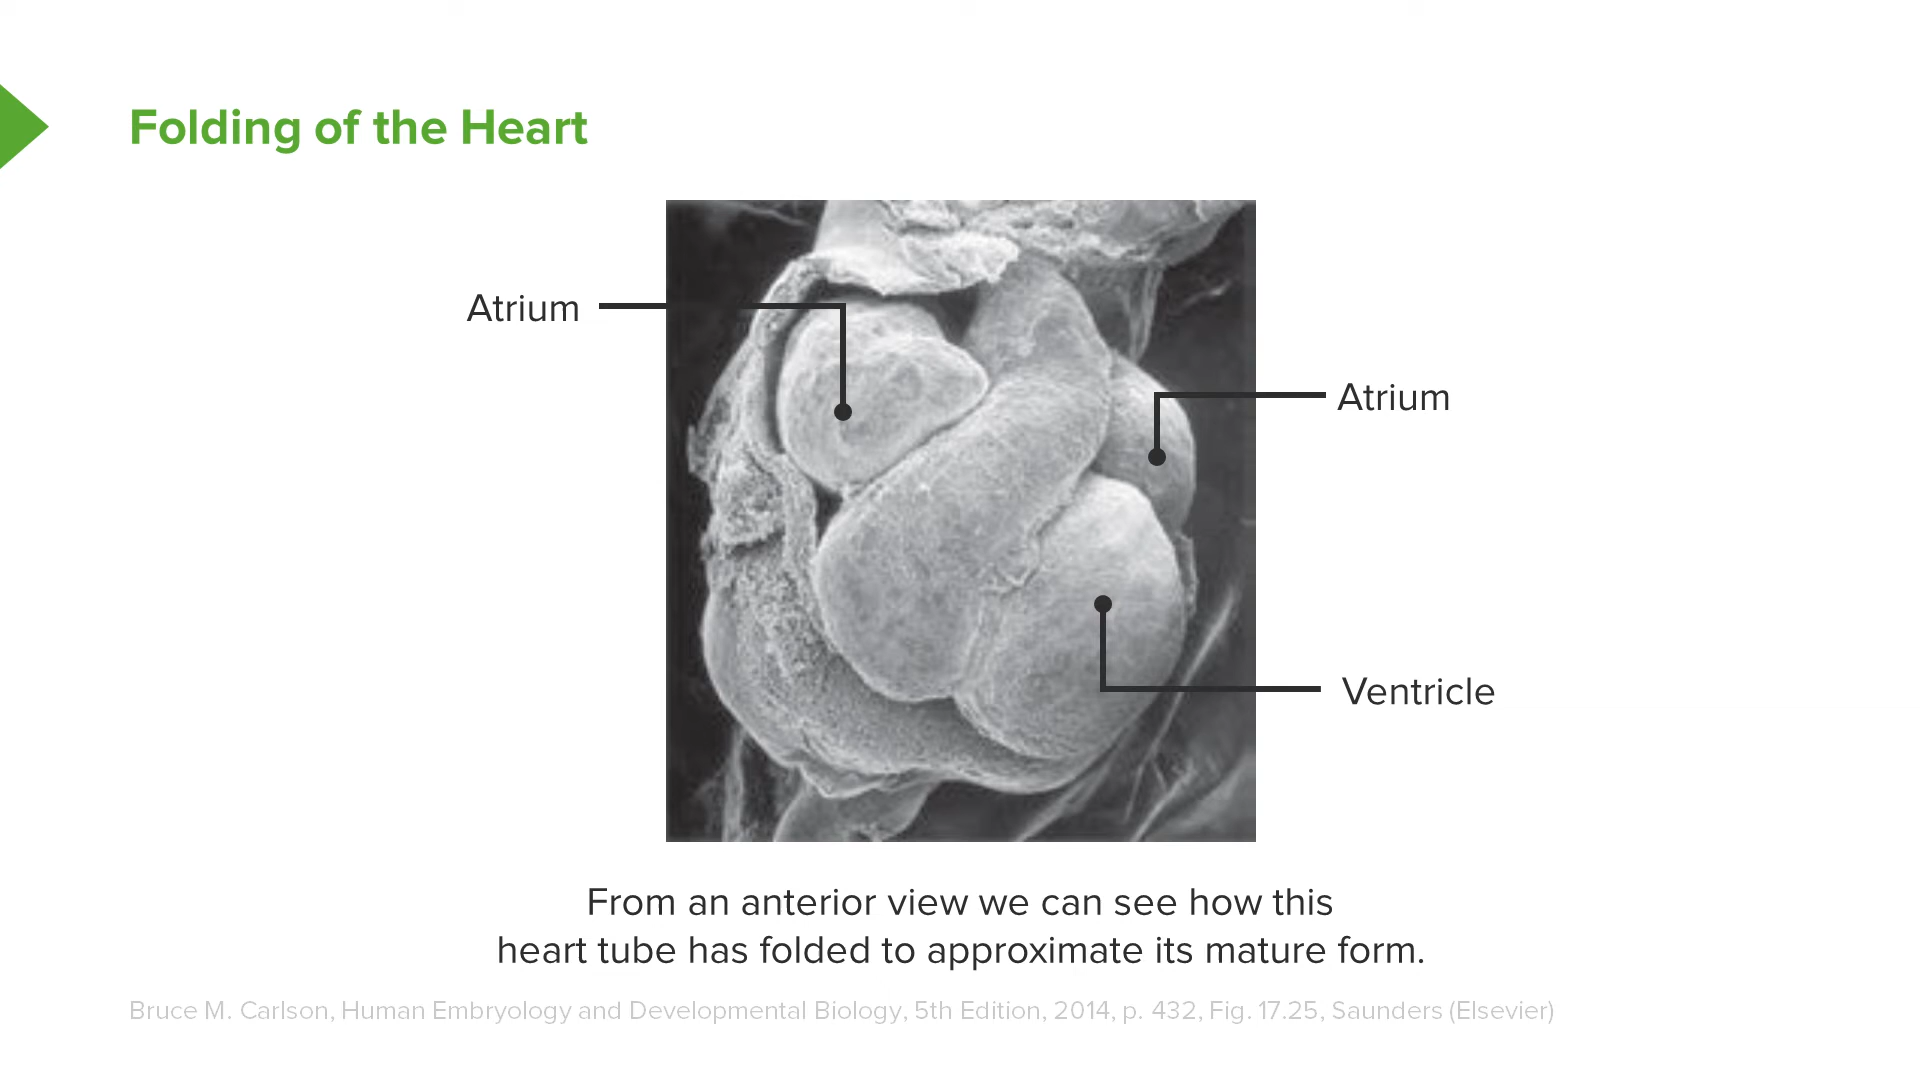 Folding of the Heart
Atrium
Atrium
Ventricle
From an anterior view we can see how this
heart tube has folded to approximate its mature form.
Bruce M. Carlson, Human Embryology and Developmental Biology, 5th Edition, 2014, p. 432, Fig. 17.25, Saunders (Elsevier)